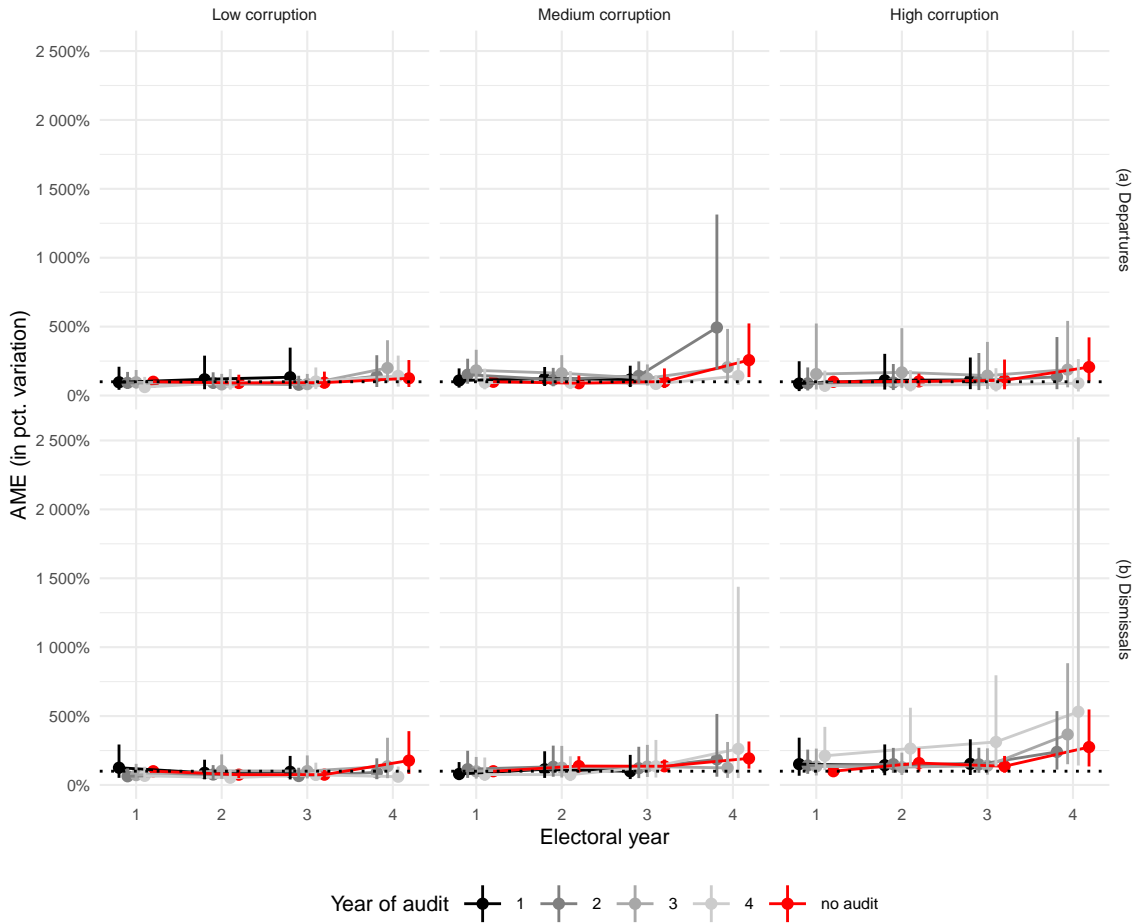 Low corruption Medium corruption High corruption
2 500%
2 000%
1 500%
1 000%
500%
0%
(a) Departures
2 500%
2 000%
1 500%
1 000%
500%
0%
(b) Dismissals
AME (in pct. variation)
1 2 3 4 1 2 3 4 1 2 3 4
Electoral year
Year of audit 1 2 3 4 no audit